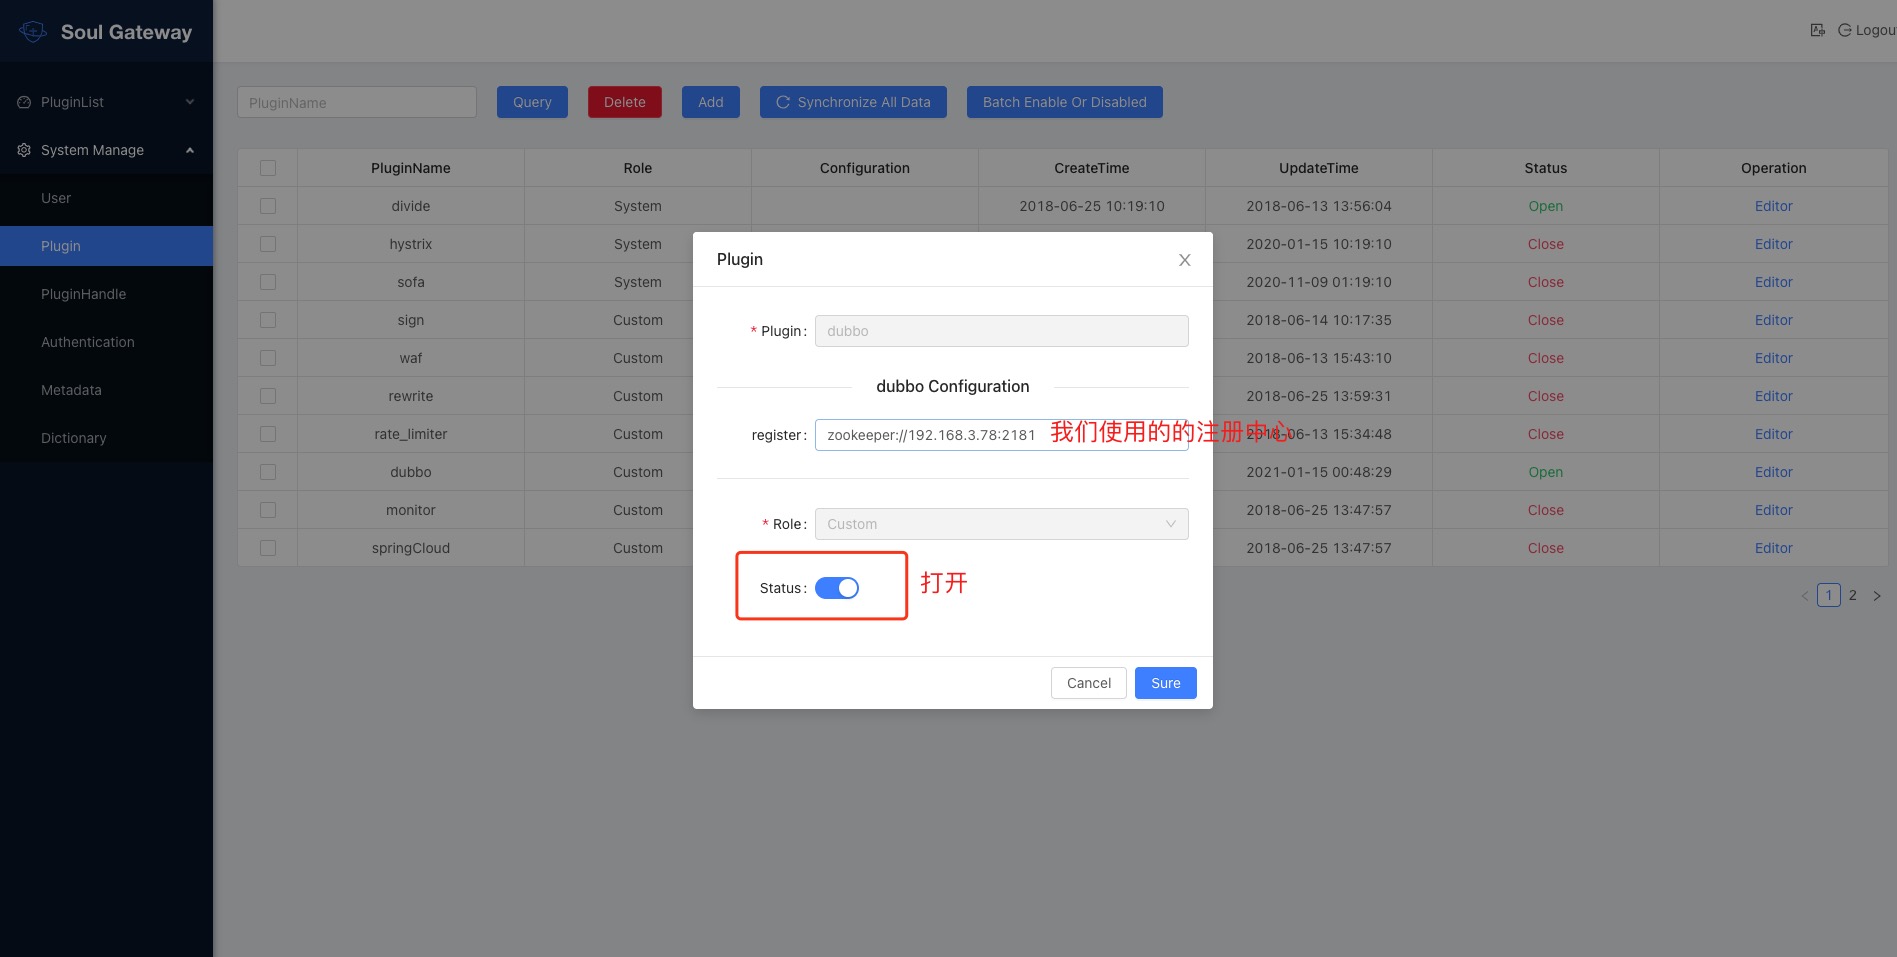 Soul Gateway
Logou
PluginList
System Manage
User
Plugin
PluginHandle
Authentication
Metadata
Dictionary
PluginName
Query
Delete
Add
Synchronize All Data
Batch Enable Or Disabled
PluginName Role Configuration CreateTime UpdateTime Status Operation
divide System 2018-06-25 10:19:10 2018-06-13 13:56:04 Open Editor
hystrix System 2020-01-15 10:19:10 Close Editor
sofa System 2020-11-09 01:19:10 Close Editor
sign Custom 2018-06-14 10:17:35 Close Editor
waf Custom 2018-06-13 15:43:10 Close Editor
rewrite Custom 2018-06-25 13:59:31 Close Editor
rate_limiter Custom 2018-06-13 15:34:48 Close Editor
dubbo Custom 2021-01-15 00:48:29 Open Editor
monitor Custom 2018-06-25 13:47:57 Close Editor
springCloud Custom 2018-06-25 13:47:57 Close Editor
1 2
Plugin
* Plugin: dubbo
dubbo Configuration
register: zookeeper://192.168.3.78:2181 我们使用的的注册中心
* Role: Custom
Status: 打开
Cancel Sure